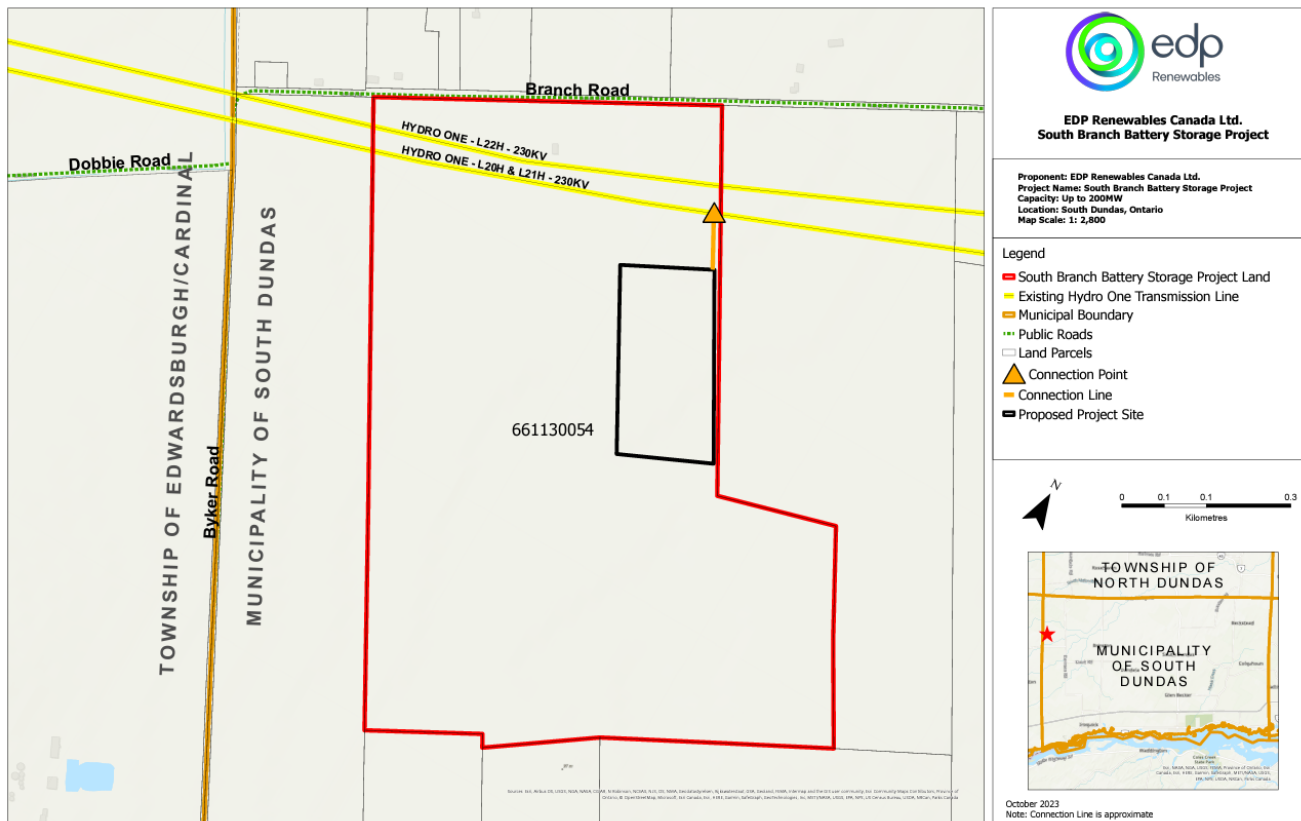 Branch Road
HYDRO ONE - L22H - 230KV
HYDRO ONE - L20H & L21H - 230KV
Dobbie Road
TOWNSHIP OF EDWARDSBURGH/CARDINAL
Byker Road
MUNICIPALITY OF SOUTH DUNDAS
661130054
edp
Renewables
EDP Renewables Canada Ltd.
South Branch Battery Storage Project
Proponent: EDP Renewables Canada Ltd.
Project Name: South Branch Battery Storage Project
Capacity: Up to 200MW
Location: South Dundas, Ontario
Map Scale: 1: 2,800
Legend
South Branch Battery Storage Project Land
Existing Hydro One Transmission Line
Municipal Boundary
Public Roads
Land Parcels
Connection Point
Connection Line
Proposed Project Site
N
0 0.1 0.1 0.3
Kilometres
TOWNSHIP OF
NORTH DUNDAS
MUNICIPALITY
OF SOUTH
DUNDAS
October 2023
Note: Connection Line is approximate